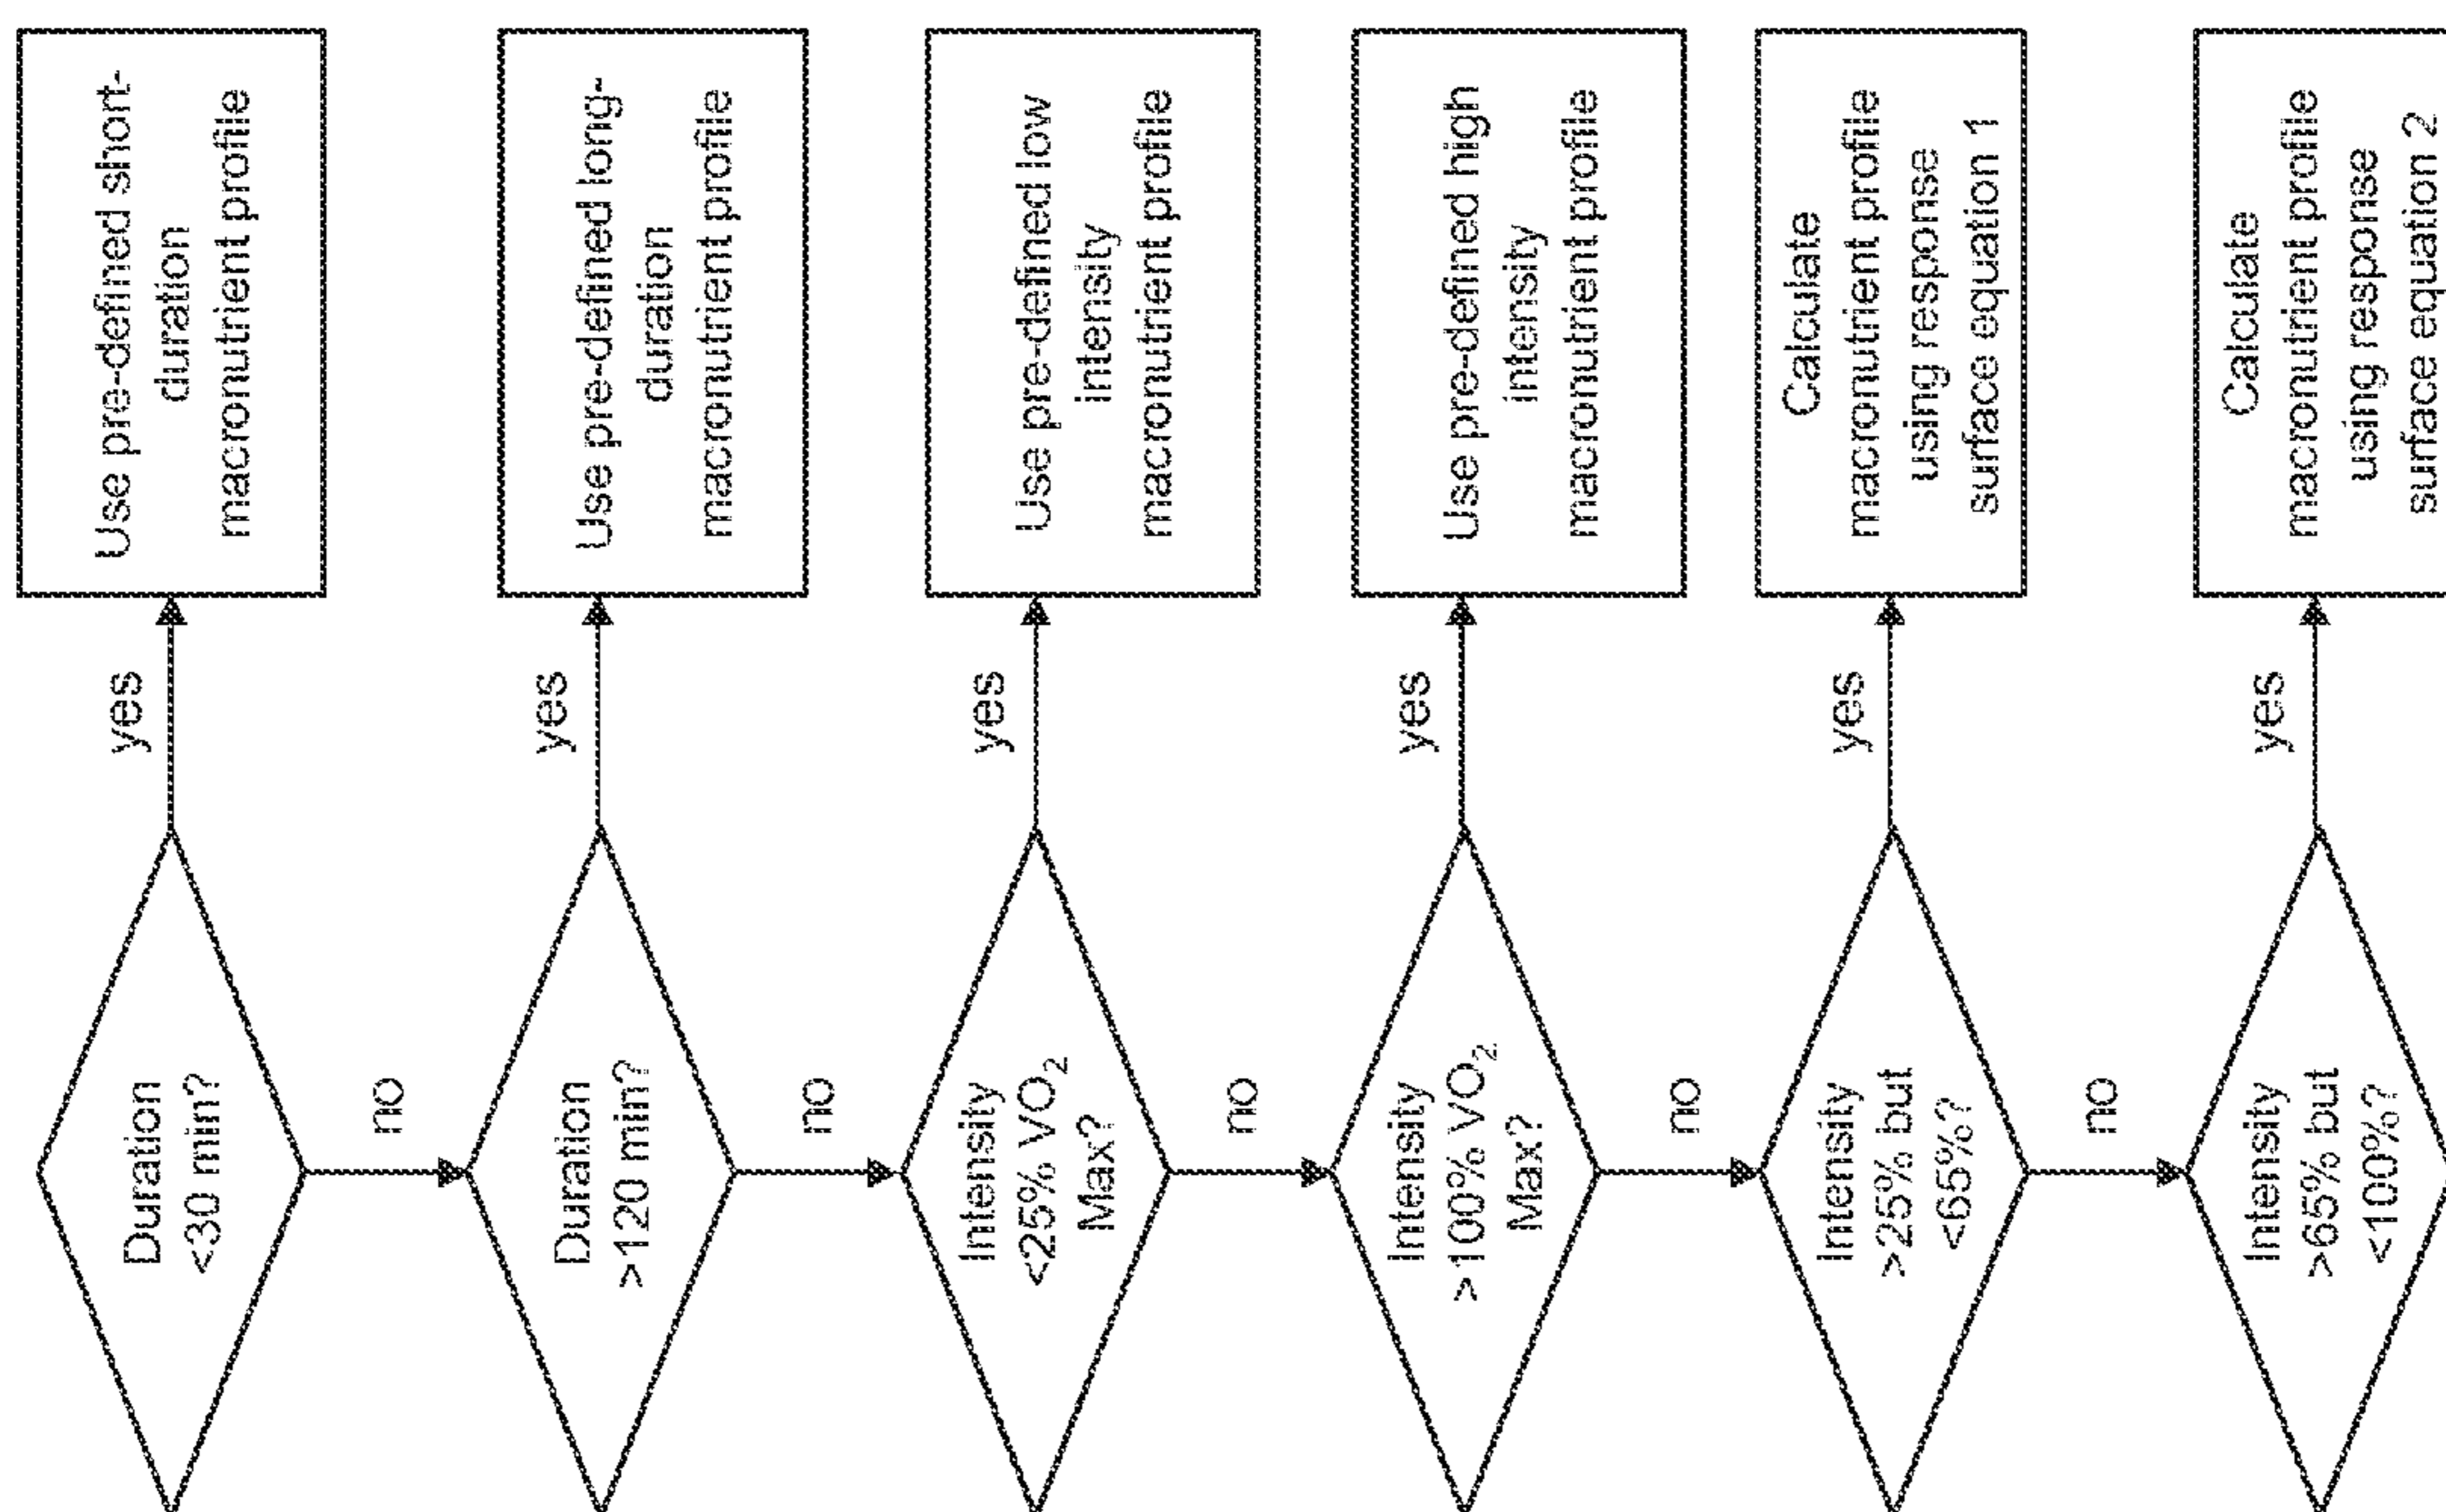 Duration
<30 min?
yes
Use pre-defined short-
duration
macronutrient profile
no
Duration
>120 min?
yes
Use pre-defined long-
duration
macronutrient profile
no
Intensity
<25% VO₂
Max?
yes
Use pre-defined low
intensity
macronutrient profile
no
Intensity
>100% VO₂
Max?
yes
Use pre-defined high
intensity
macronutrient profile
no
Intensity
>25% but
<65%?
yes
Calculate
macronutrient profile
using response
surface equation 1
no
Intensity
>65% but
<100%?
yes
Calculate
macronutrient profile
using response
surface equation 2